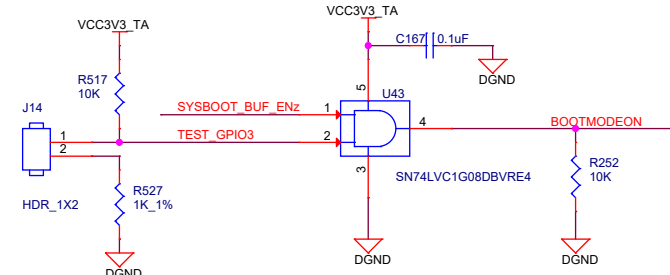 VCC3V3_TA
VCC3V3_TA
C167
0.1uF
DGND
R517
10K
U43
5
J14
SYSBOOT_BUF_ENz
1
4
BOOTMODEON
1
TEST_GPIO3
2
2
3
SN74LVC1G08DBVRE4
R252
10K
R527
1K_1%
HDR_1X2
DGND
DGND
DGND